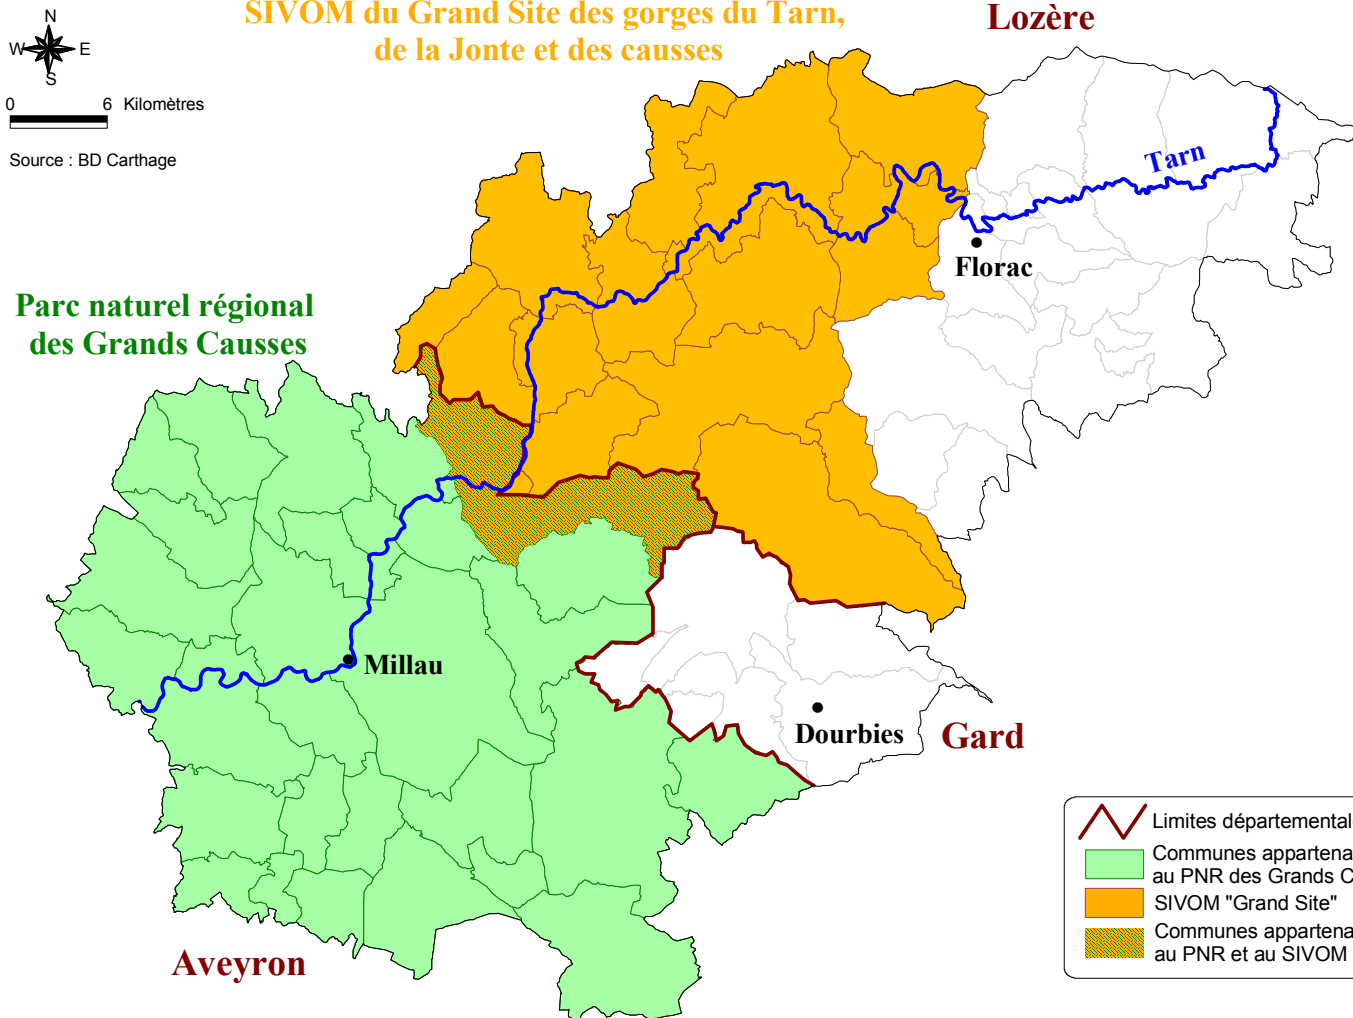 SIVOM du Grand Site des gorges du Tarn,
de la Jonte et des causses
Lozère
N
W E
S
0 6 Kilomètres
Source : BD Carthage
Tarn
Florac
Parc naturel régional
des Grands Causses
Millau
Dourbies
Gard
Aveyron
Limites départemental
Communes appartena
au PNR des Grands C
SIVOM "Grand Site"
Communes appartena
au PNR et au SIVOM